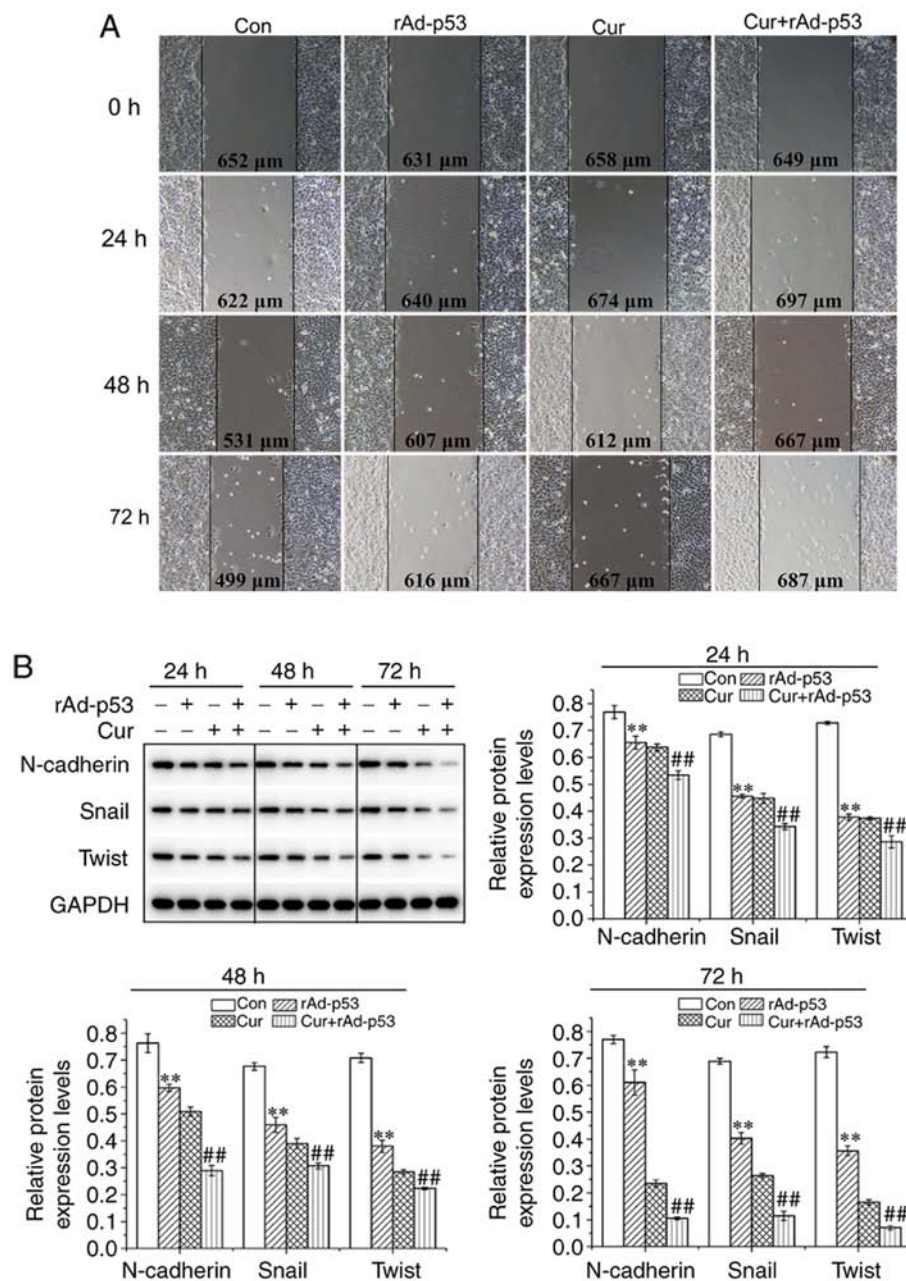 A
Con rAd-p53 Cur Cur+rAd-p53
0 h
652 µm 631 µm 658 µm 649 µm
24 h
622 µm 640 µm 674 µm 697 µm
48 h
531 µm 607 µm 612 µm 667 µm
72 h
499 µm 616 µm 667 µm 687 µm
B
24 h 48 h 72 h
rAd-p53 – + – + – + – + – + – +
Cur – – + + – – + + – – + +
N-cadherin
Snail
Twist
GAPDH
24 h
Con rAd-p53
Cur Cur+rAd-p53
Relative protein
expression levels
0.8
0.7
0.6
0.5
0.4
0.3
0.2
0.1
0.0
** ## ** ## ** ##
N-cadherin Snail Twist
48 h
Con rAd-p53
Cur Cur+rAd-p53
Relative protein
expression levels
0.8
0.7
0.6
0.5
0.4
0.3
0.2
0.1
0.0
** ## ** ## ** ##
N-cadherin Snail Twist
72 h
Con rAd-p53
Cur Cur+rAd-p53
Relative protein
expression levels
0.8
0.7
0.6
0.5
0.4
0.3
0.2
0.1
0.0
** ## ** ## ** ##
N-cadherin Snail Twist